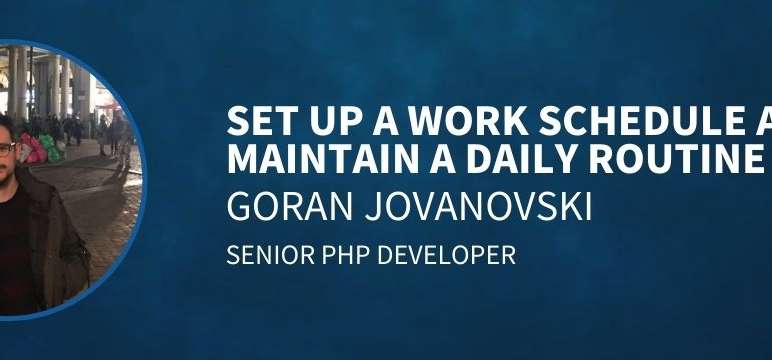 SET UP A WORK SCHEDULE A
MAINTAIN A DAILY ROUTINE
GORAN JOVANOVSKI
SENIOR PHP DEVELOPER